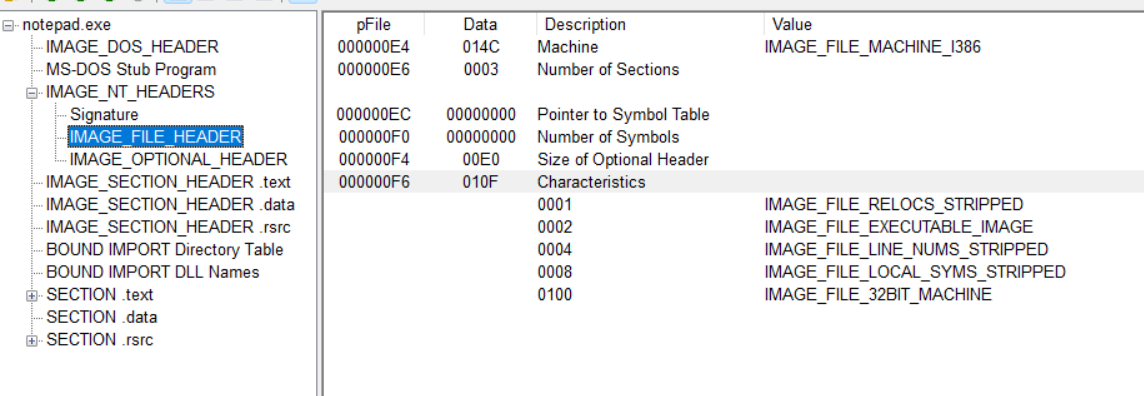 notepad.exe
IMAGE_DOS_HEADER
MS-DOS Stub Program
IMAGE_NT_HEADERS
Signature
IMAGE_FILE_HEADER
IMAGE_OPTIONAL_HEADER
IMAGE_SECTION_HEADER .text
IMAGE_SECTION_HEADER .data
IMAGE_SECTION_HEADER .rsrc
BOUND IMPORT Directory Table
BOUND IMPORT DLL Names
SECTION .text
SECTION .data
SECTION .rsrc
pFile Data Description Value
000000E4 014C Machine IMAGE_FILE_MACHINE_I386
000000E6 0003 Number of Sections
000000EC 00000000 Pointer to Symbol Table
000000F0 00000000 Number of Symbols
000000F4 00E0 Size of Optional Header
000000F6 010F Characteristics
0001 IMAGE_FILE_RELOCS_STRIPPED
0002 IMAGE_FILE_EXECUTABLE_IMAGE
0004 IMAGE_FILE_LINE_NUMS_STRIPPED
0008 IMAGE_FILE_LOCAL_SYMS_STRIPPED
0100 IMAGE_FILE_32BIT_MACHINE